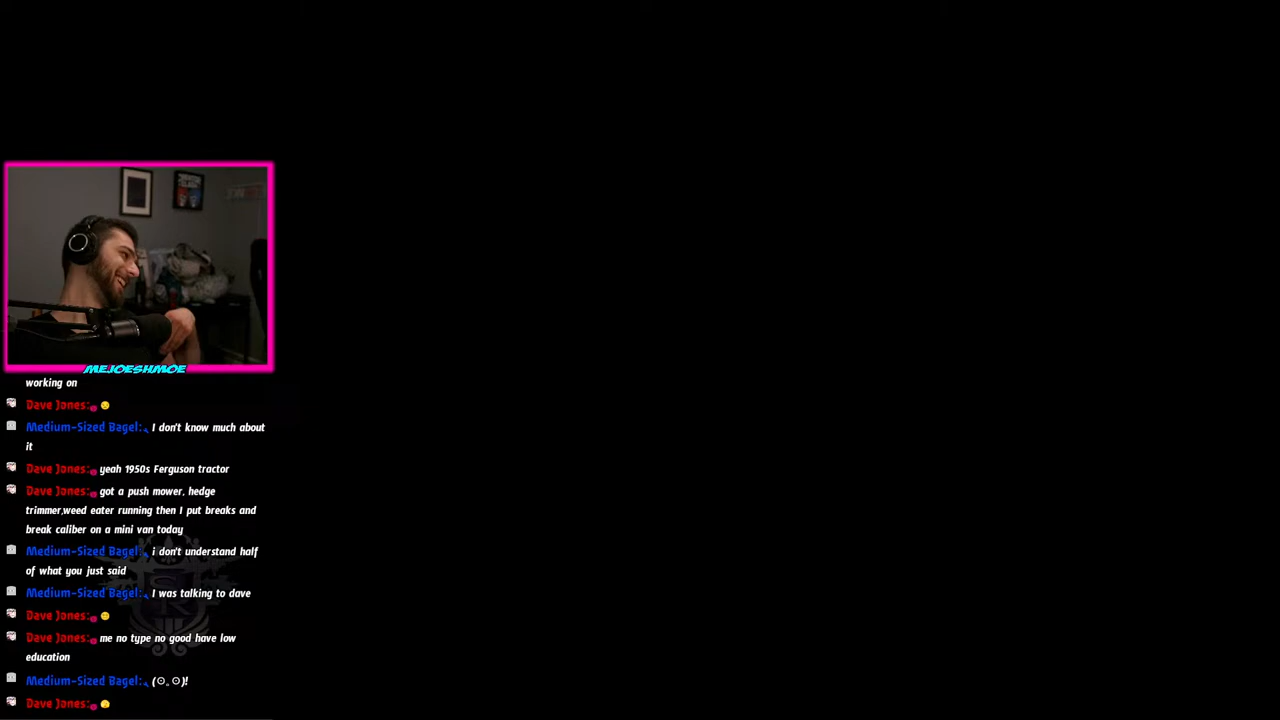 MEJOESHMOE
working on
Dave Jones: 😏
Medium-Sized Bagel: I don't know much about
it
Dave Jones: yeah 1950s Ferguson tractor
Dave Jones: got a push mower, hedge
trimmer,weed eater running then I put breaks and
break caliber on a mini van today
Medium-Sized Bagel: i don't understand half
of what you just said
Medium-Sized Bagel: I was talking to dave
Dave Jones:
Dave Jones: me no type no good have low
education
Medium-Sized Bagel: (⊙_⊙)!
Dave Jones: